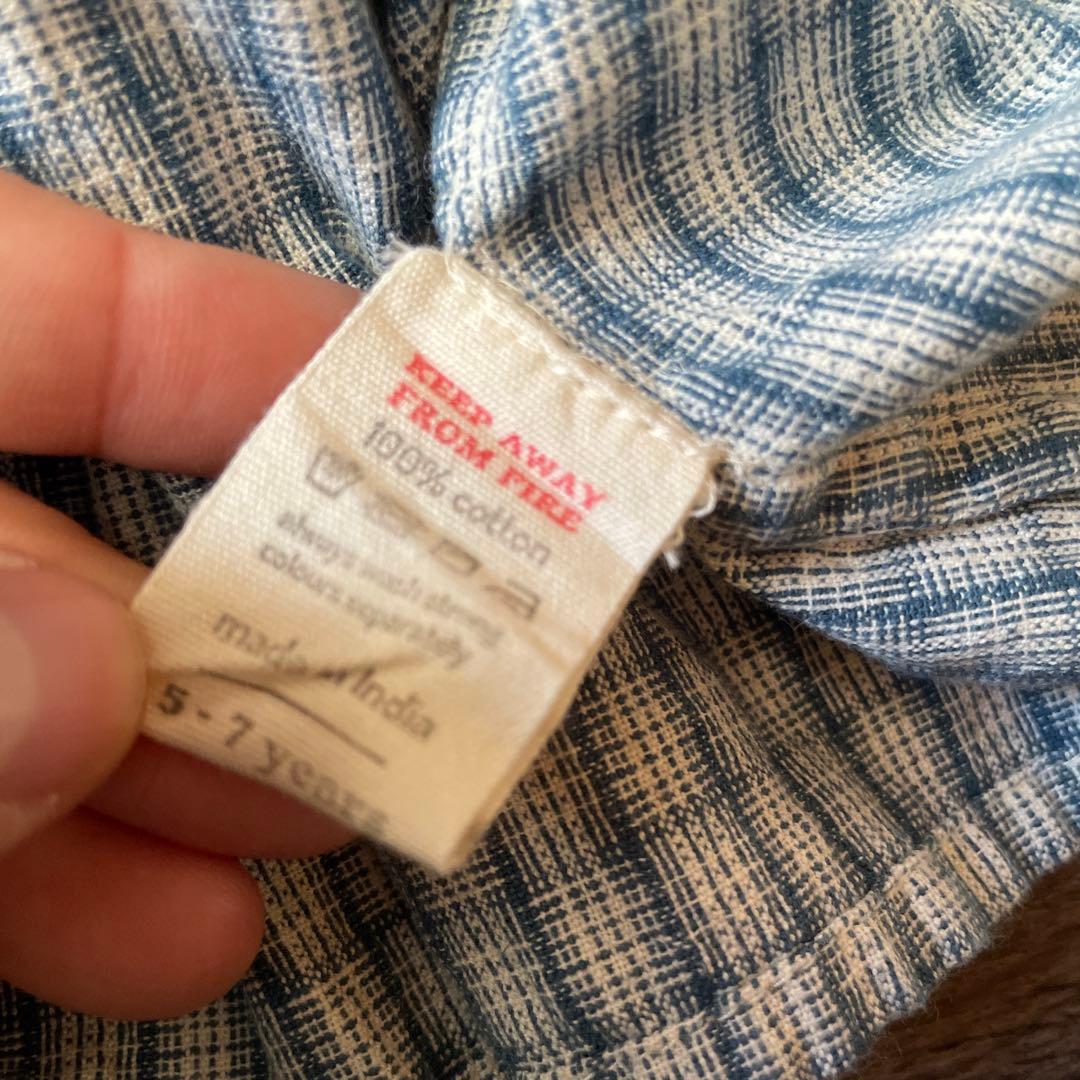 KEEP AWAY
FROM FIRE
100% cotton
always wash strong
colours separately
made in India
5 - 7 years